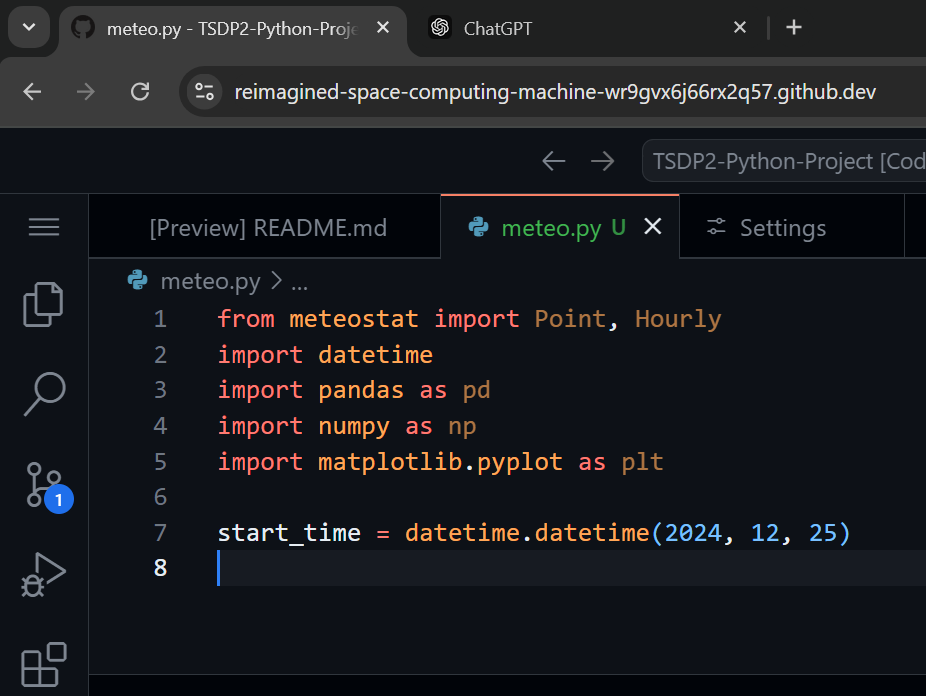 meteo.py - TSDP2-Python-Proje
ChatGPT
reimagined-space-computing-machine-wr9gvx6j66rx2q57.github.dev
TSDP2-Python-Project [Cod
[Preview] README.md
meteo.py U
Settings
meteo.py > ...
1 from meteostat import Point, Hourly
2 import datetime
3 import pandas as pd
4 import numpy as np
5 import matplotlib.pyplot as plt
6
7 start_time = datetime.datetime(2024, 12, 25)
8
1